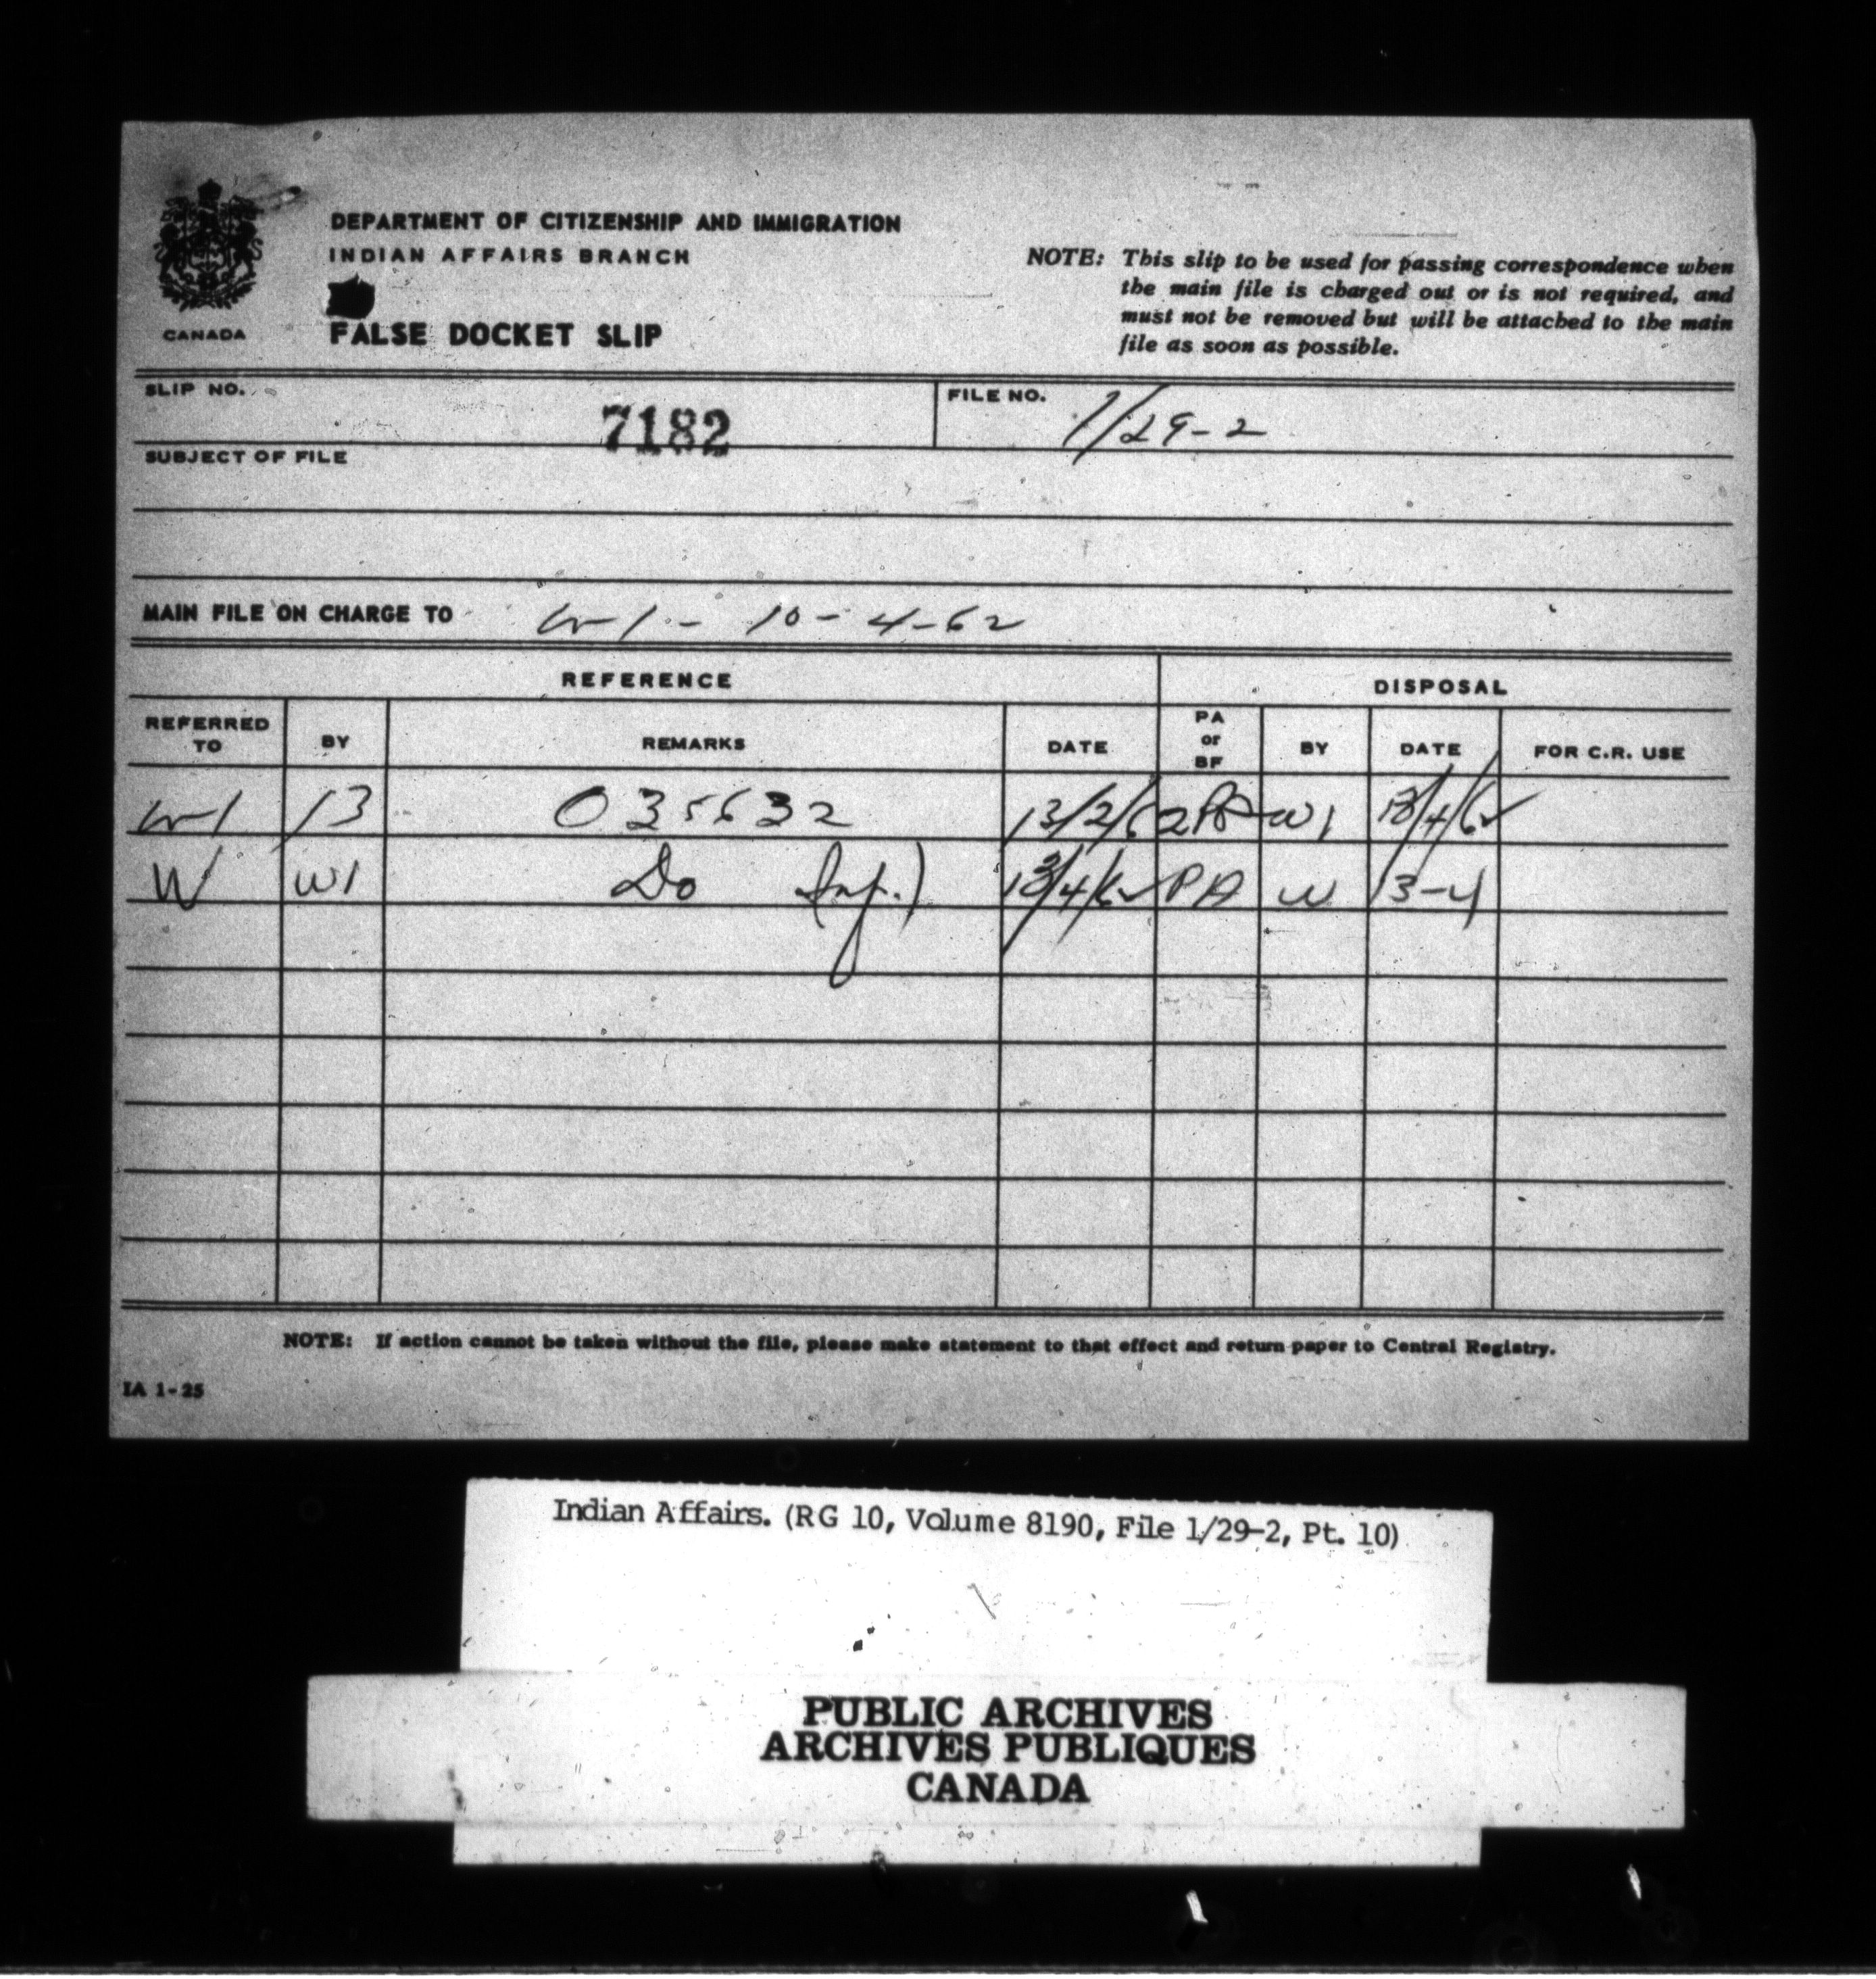 DEPARTMENT OF CITIZENSHIP AND IMMIGRATION
INDIAN AFFAIRS BRANCH
CANADA
FALSE DOCKET SLIP
NOTE: This slip to be used for passing correspondence when
the main file is charged out or is not required, and
must not be removed but will be attached to the main
file as soon as possible.
SLIP NO. 7182 FILE NO. 1/29-2
SUBJECT OF FILE
MAIN FILE ON CHARGE TO W1 - 10-4-62
REFERENCE DISPOSAL
REFERRED TO BY REMARKS DATE PA or BF BY DATE FOR C.R. USE
W1 13 035632 13/2/62 PA W1 13/4/62
W W1 Do 13/4/62 PA W 13-4
NOTE: If action cannot be taken without the file, please make statement to that effect and return paper to Central Registry.
IA 1-25
Indian Affairs. (RG 10, Volume 8190, File 1/29-2, Pt. 10)
PUBLIC ARCHIVES
ARCHIVES PUBLIQUES
CANADA